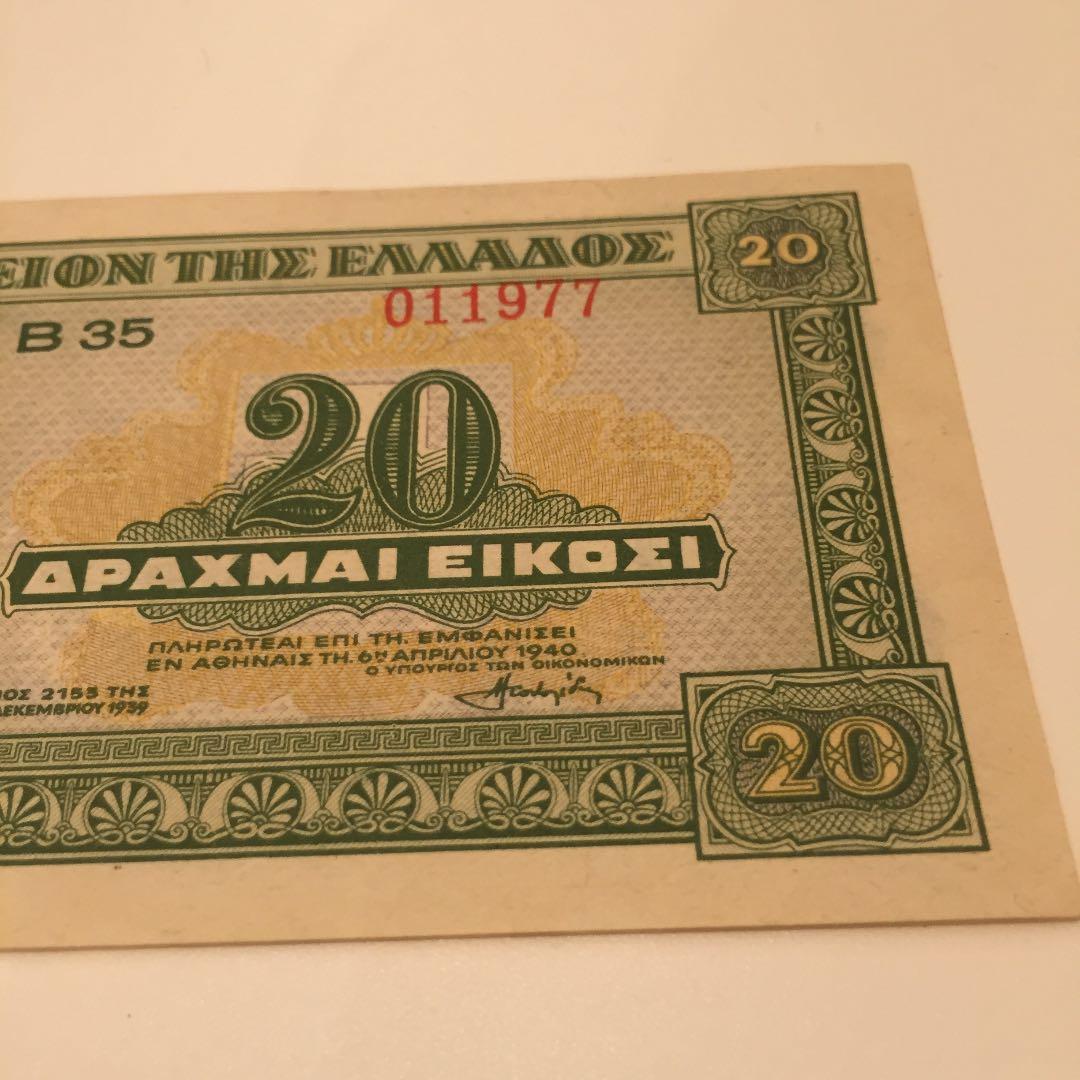 ΕΙΟΝ ΤΗΣ ΕΛΛΑΔΟΣ
20
B 35
011977
20
ΔΡΑΧΜΑΙ ΕΙΚΟΣΙ
ΠΛΗΡΩΤΕΑΙ ΕΠΙ ΤΗ. ΕΜΦΑΝΙΣΕΙ
ΕΝ ΑΘΗΝΑΙΣ ΤΗ. 6ῃ ΑΠΡΙΛΙΟΥ 1940
Ο ΥΠΟΥΡΓΟΣ ΤΩΝ ΟΙΚΟΝΟΜΙΚΩΝ
ΜΟΣ 2155 ΤΗΣ
ΔΕΚΕΜΒΡΙΟΥ 1939
20